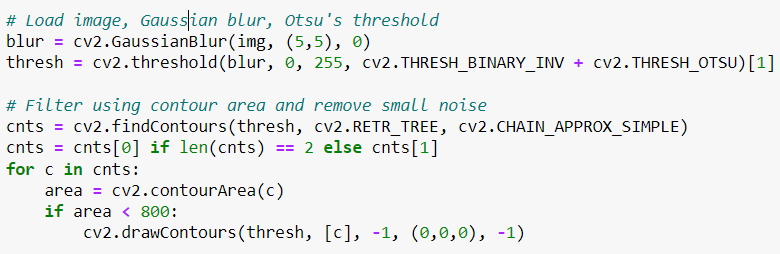 # Load image, Gaussian blur, Otsu's threshold
blur = cv2.GaussianBlur(img, (5,5), 0)
thresh = cv2.threshold(blur, 0, 255, cv2.THRESH_BINARY_INV + cv2.THRESH_OTSU)[1]

# Filter using contour area and remove small noise
cnts = cv2.findContours(thresh, cv2.RETR_TREE, cv2.CHAIN_APPROX_SIMPLE)
cnts = cnts[0] if len(cnts) == 2 else cnts[1]
for c in cnts:
    area = cv2.contourArea(c)
    if area < 800:
        cv2.drawContours(thresh, [c], -1, (0,0,0), -1)